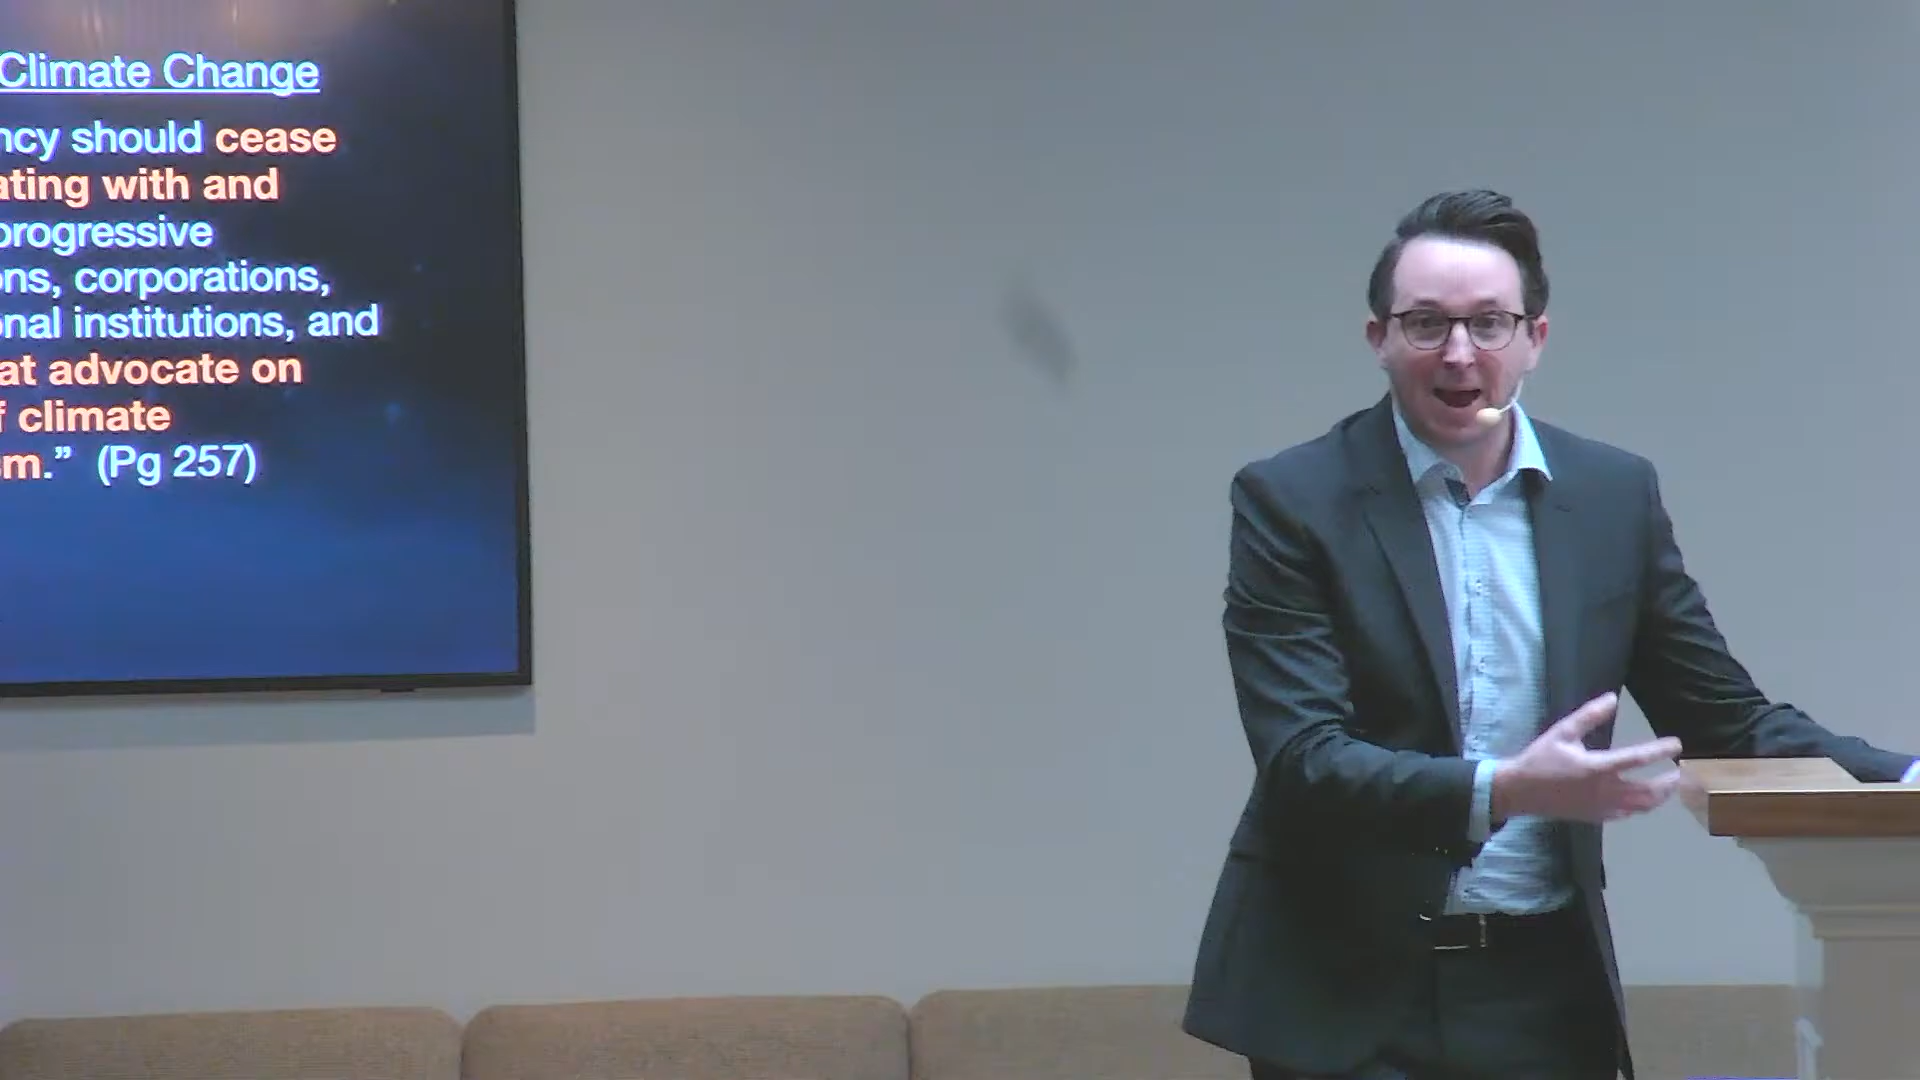 Climate Change
ncy should cease
ating with and
progressive
ons, corporations,
onal institutions, and
at advocate on
f climate
sm.” (Pg 257)